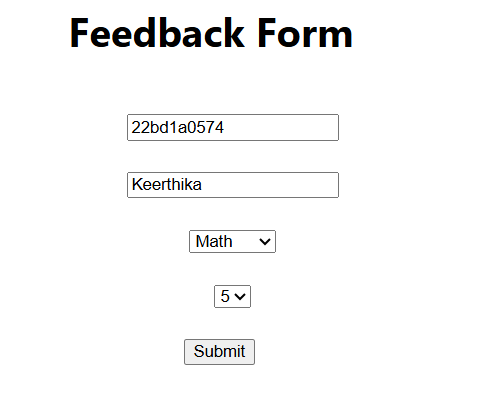 Feedback Form
22bd1a0574
Keerthika
Math
5
Submit